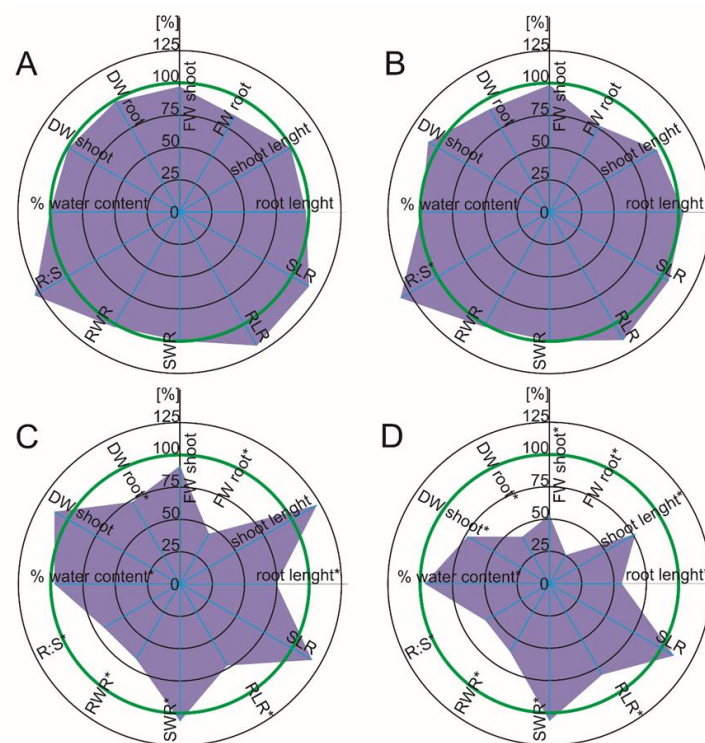 [%]
125
A
100
DW root
FW shoot
FW root
75
50
DW shoot
shoot lenght
25
% water content
0
root lenght
R:S
SLR
RWR
SWR
RLR
[%]
125
B
100
DW root
FW shoot
FW root
75
50
DW shoot
shoot lenght
25
% water content
0
root lenght
R:S*
SLR
RWR
SWR
RLR
[%]
125
C
100
DW root*
FW shoot
FW root*
75
50
DW shoot
shoot lenght
25
% water content*
0
root lenght*
R:S*
SLR
RWR*
SWR*
RLR*
[%]
125
D
100
DW root*
FW shoot*
FW root*
75
50
DW shoot*
shoot lenght*
25
% water content*
0
root lenght*
R:S*
SLR
RWR*
SWR*
RLR*